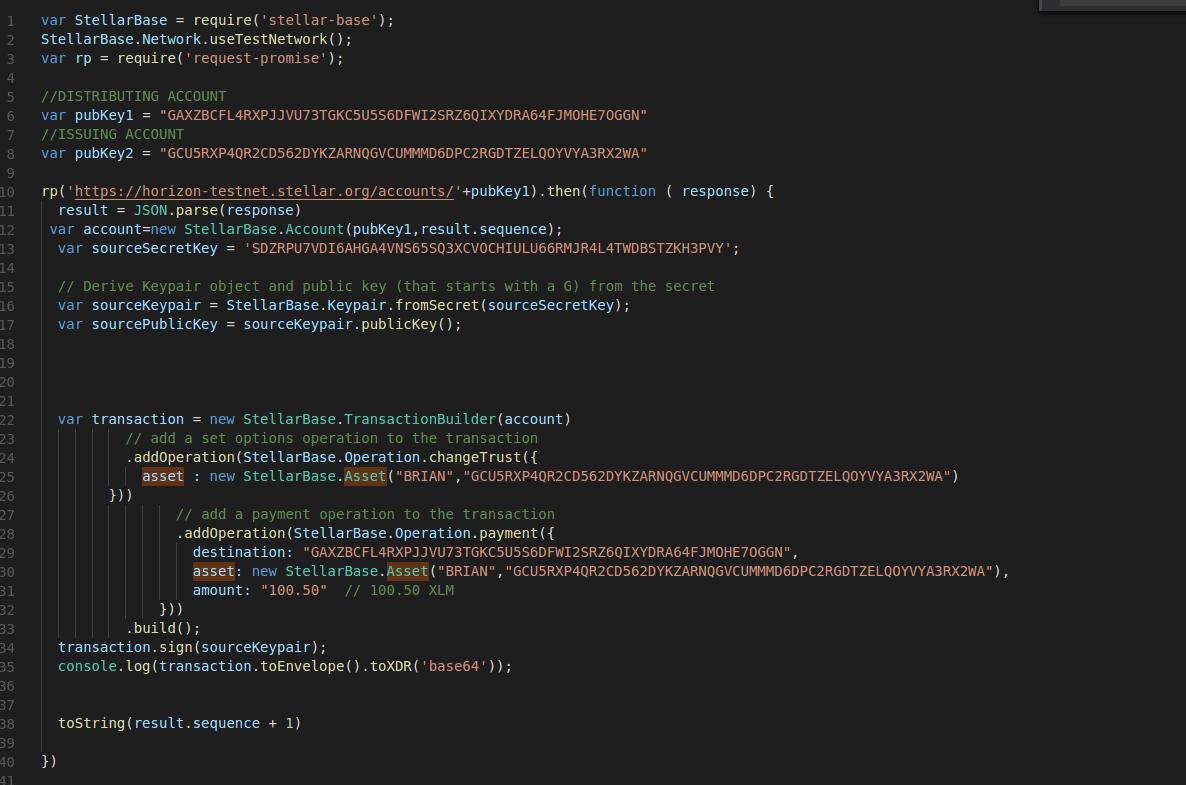 1 var StellarBase = require('stellar-base');
2 StellarBase.Network.useTestNetwork();
3 var rp = require('request-promise');
4
5 //DISTRIBUTING ACCOUNT
6 var pubKey1 = "GAXZBCFL4RXPJJVU73TGKC5U5S6DFWI2SRZ6QIXYDRA64FJMOHE7OGGN"
7 //ISSUING ACCOUNT
8 var pubKey2 = "GCU5RXP4QR2CD562DYKZARNQGVCUMMMD6DPC2RGDTZELQOYVYA3RX2WA"
9
10 rp('https://horizon-testnet.stellar.org/accounts/'+pubKey1).then(function ( response) {
11 result = JSON.parse(response)
12 var account=new StellarBase.Account(pubKey1,result.sequence);
13 var sourceSecretKey = 'SDZRPU7VDI6AHGA4VNS65SQ3XCVOCHIULU66RMJR4L4TWDBSTZKH3PVY';
14
15 // Derive Keypair object and public key (that starts with a G) from the secret
16 var sourceKeypair = StellarBase.Keypair.fromSecret(sourceSecretKey);
17 var sourcePublicKey = sourceKeypair.publicKey();
18
19
20
21
22 var transaction = new StellarBase.TransactionBuilder(account)
23 // add a set options operation to the transaction
24 .addOperation(StellarBase.Operation.changeTrust({
25 asset : new StellarBase.Asset("BRIAN","GCU5RXP4QR2CD562DYKZARNQGVCUMMMD6DPC2RGDTZELQOYVYA3RX2WA")
26 }))
27 // add a payment operation to the transaction
28 .addOperation(StellarBase.Operation.payment({
29 destination: "GAXZBCFL4RXPJJVU73TGKC5U5S6DFWI2SRZ6QIXYDRA64FJMOHE7OGGN",
30 asset: new StellarBase.Asset("BRIAN","GCU5RXP4QR2CD562DYKZARNQGVCUMMMD6DPC2RGDTZELQOYVYA3RX2WA"),
31 amount: "100.50" // 100.50 XLM
32 }))
33 .build();
34 transaction.sign(sourceKeypair);
35 console.log(transaction.toEnvelope().toXDR('base64'));
36
37
38 toString(result.sequence + 1)
39
40 })
41